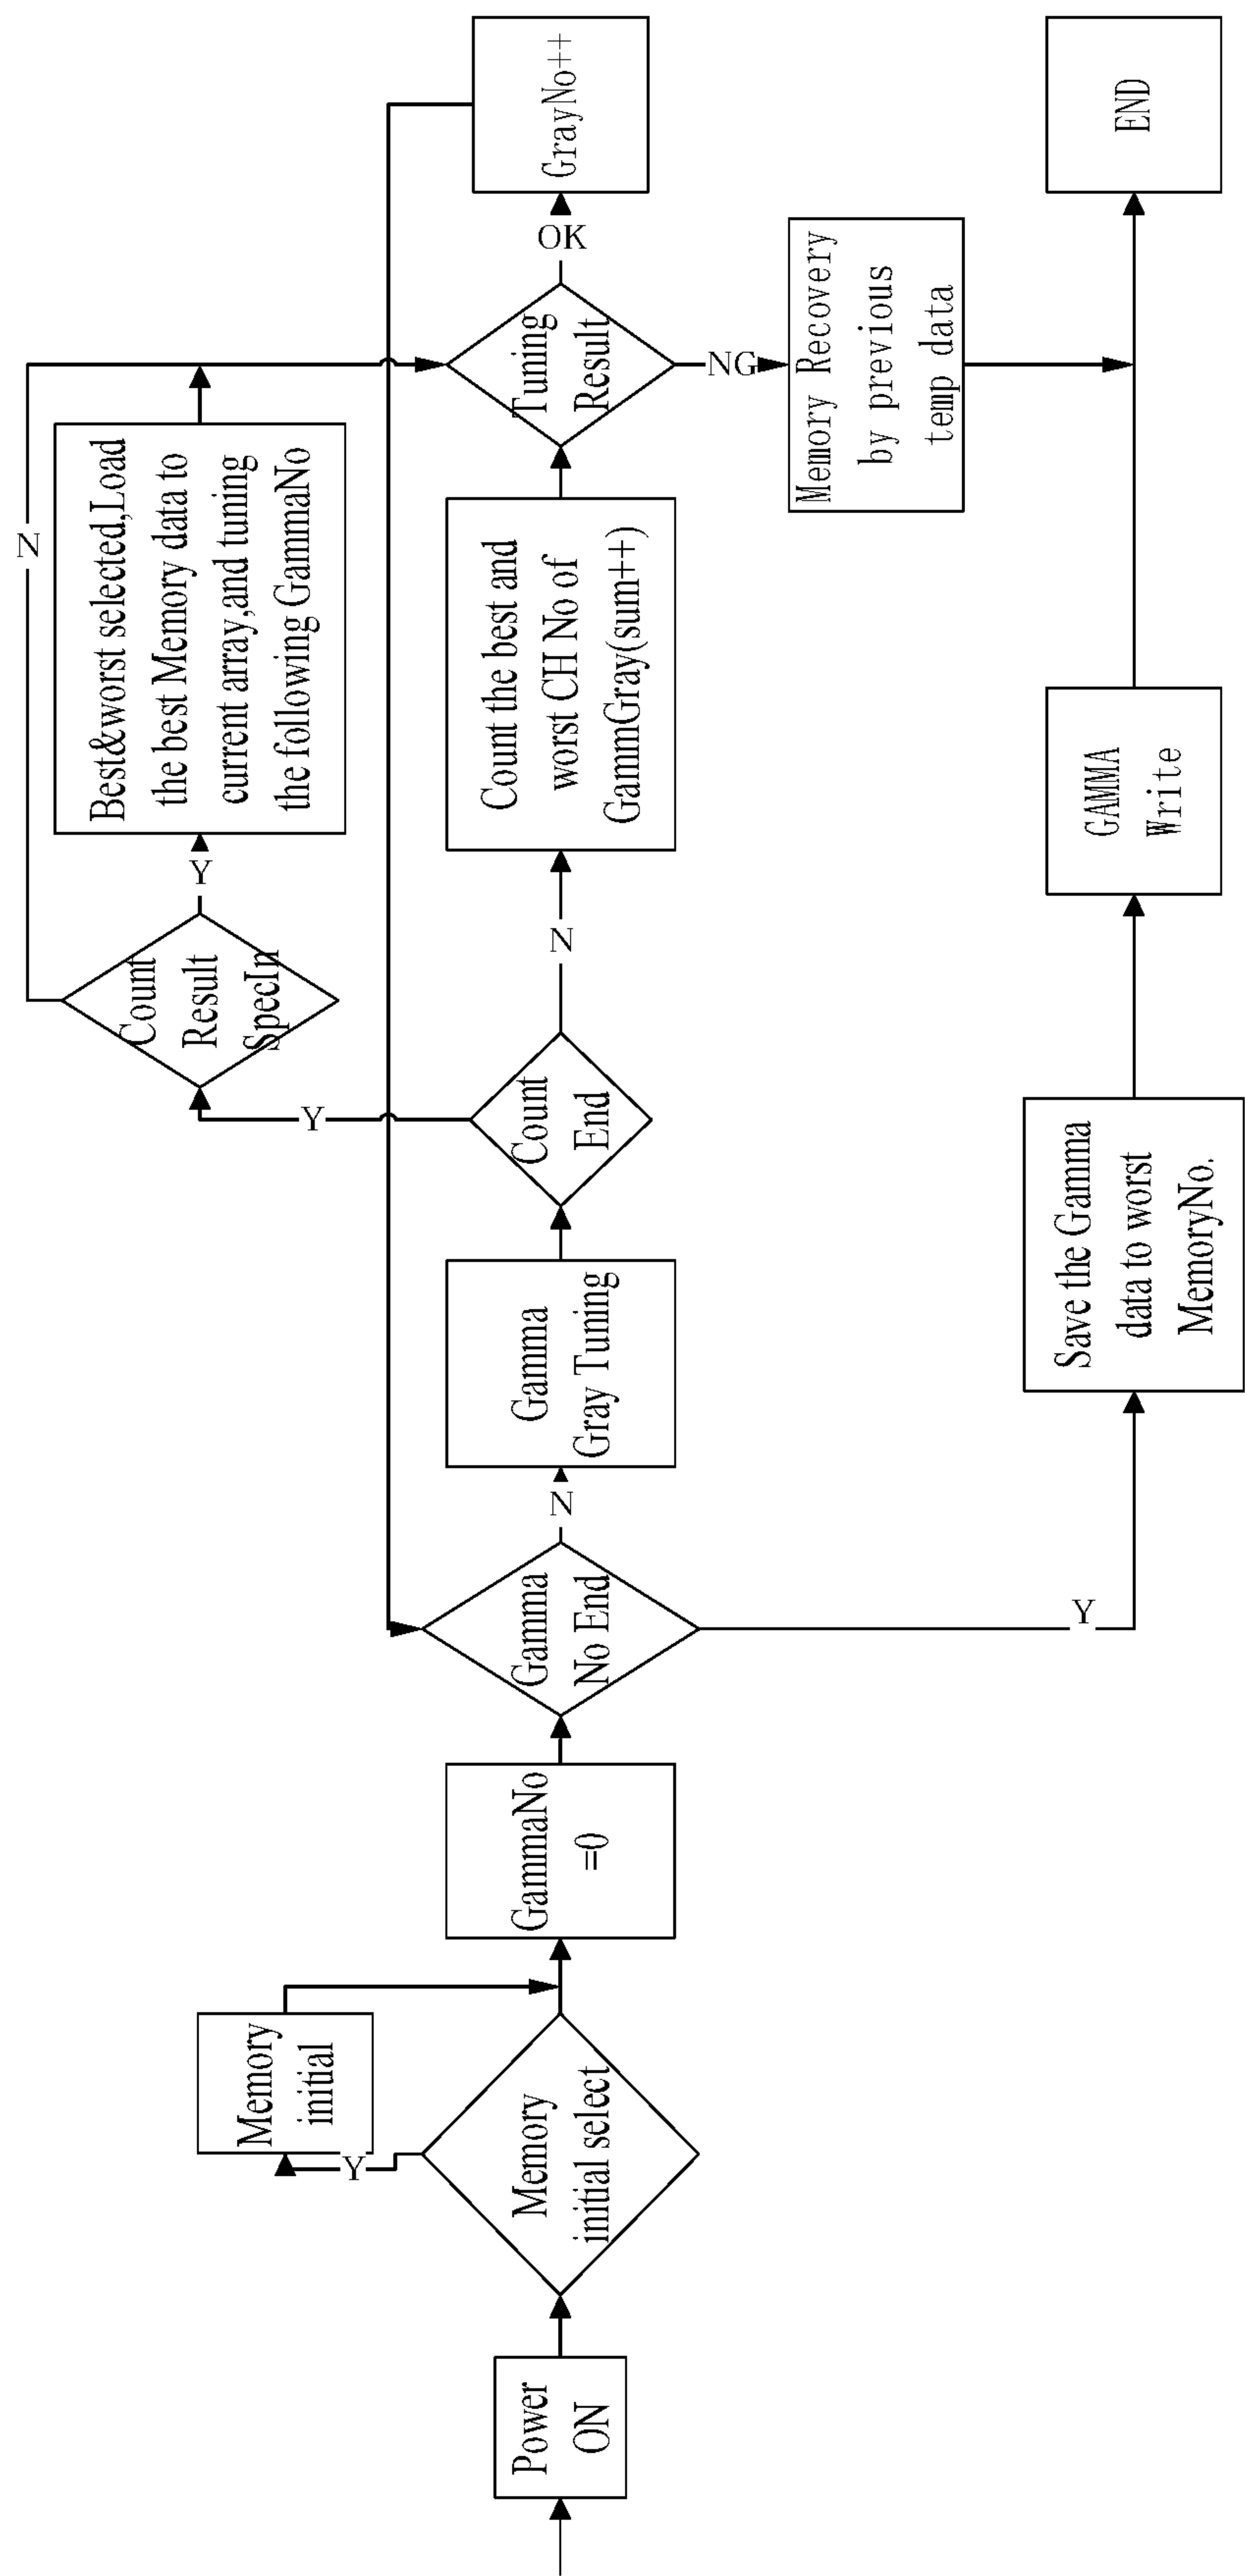 Power
ON
Memory
initial select
Y
Memory
initial
GammaNo
=0
Gamma
No End
N
Y
Gamma
Gray Tuning
Count
End
Y
N
Count
Result
SpecIn
N
Y
Best&worst selected,Load
the best Memory data to
current array,and tuning
the following GammaNo
Count the best and
worst CH No of
GammGray(sum++)
Tuning
Result
OK
NG
GrayNo++
Memory Recovery
by previous
temp data
Save the Gamma
data to worst
MemoryNo.
GAMMA
Write
END